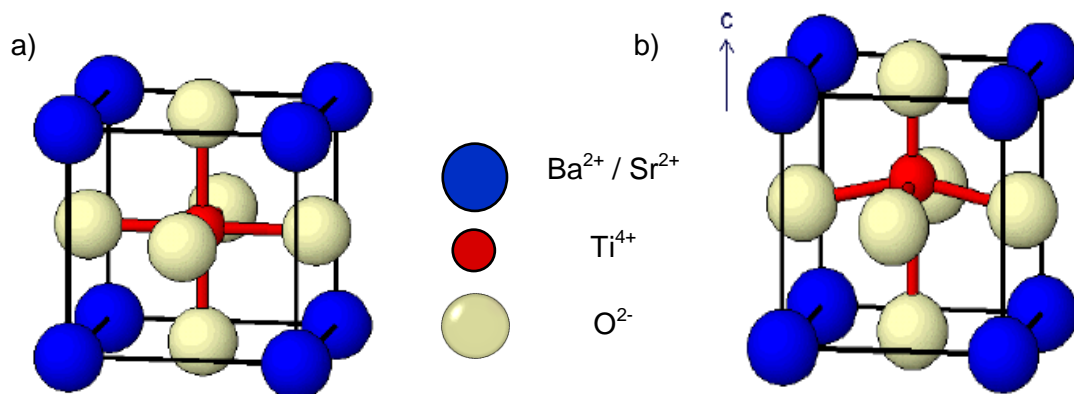 a)
b)
c
Ba²⁺ / Sr²⁺
Ti⁴⁺
O²⁻